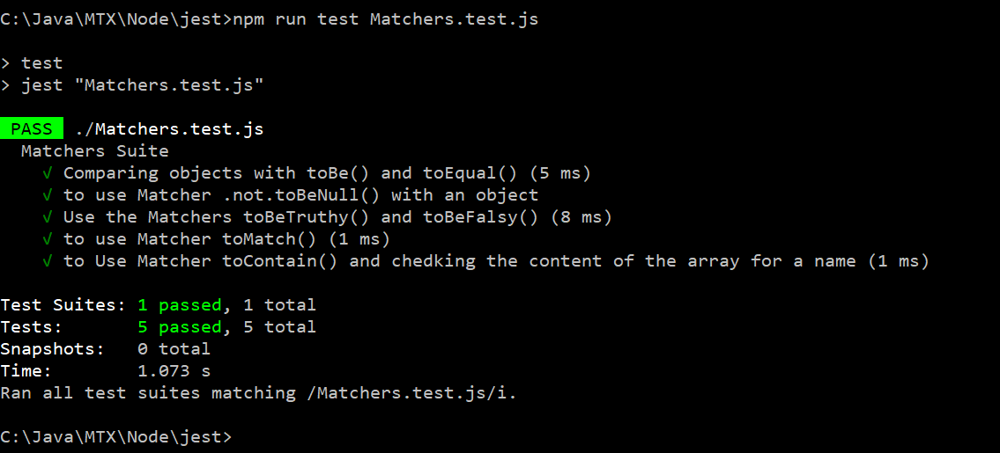 C:\Java\MTX\Node\jest>npm run test Matchers.test.js
> test
> jest "Matchers.test.js"
PASS ./Matchers.test.js
Matchers Suite
√ Comparing objects with toBe() and toEqual() (5 ms)
√ to use Matcher .not.toBeNull() with an object
√ Use the Matchers toBeTruthy() and toBeFalsy() (8 ms)
√ to use Matcher toMatch() (1 ms)
√ to Use Matcher toContain() and chedking the content of the array for a name (1 ms)
Test Suites: 1 passed, 1 total
Tests: 5 passed, 5 total
Snapshots: 0 total
Time: 1.073 s
Ran all test suites matching /Matchers.test.js/i.
C:\Java\MTX\Node\jest>